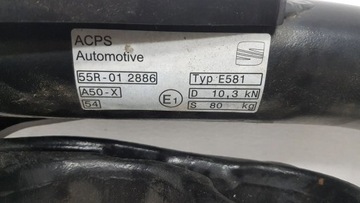 ACPS
Automotive
55R-01 2886
Typ E581
A50-X
E1
D 10,3 kN
54
S 80 kg